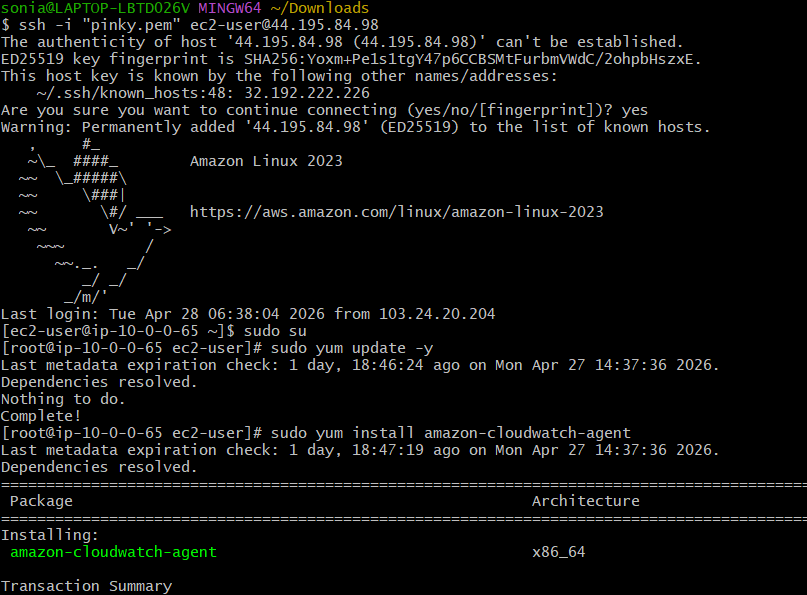 sonia@LAPTOP-LBTDO26V MINGW64 ~/Downloads
$ ssh -i "pinky.pem" ec2-user@44.195.84.98
The authenticity of host '44.195.84.98 (44.195.84.98)' can't be established.
ED25519 key fingerprint is SHA256:Yoxm+Pe1s1tgY47p6CCBSMtFurbmVWdC/2ohpbHszxE.
This host key is known by the following other names/addresses:
    ~/.ssh/known_hosts:48: 32.192.222.226
Are you sure you want to continue connecting (yes/no/[fingerprint])? yes
Warning: Permanently added '44.195.84.98' (ED25519) to the list of known hosts.
   ,     #_
   ~\_  ####_        Amazon Linux 2023
  ~~  \_#####\
  ~~     \###|
  ~~       \#/ ___   https://aws.amazon.com/linux/amazon-linux-2023
   ~~       V~' '->
    ~~~         /
      ~~._.   _/
         _/ _/
       _/m/'
Last login: Tue Apr 28 06:38:04 2026 from 103.24.20.204
[ec2-user@ip-10-0-0-65 ~]$ sudo su
[root@ip-10-0-0-65 ec2-user]# sudo yum update -y
Last metadata expiration check: 1 day, 18:46:24 ago on Mon Apr 27 14:37:36 2026.
Dependencies resolved.
Nothing to do.
Complete!
[root@ip-10-0-0-65 ec2-user]# sudo yum install amazon-cloudwatch-agent
Last metadata expiration check: 1 day, 18:47:19 ago on Mon Apr 27 14:37:36 2026.
Dependencies resolved.
================================================================================
 Package                                                   Architecture
================================================================================
Installing:
 amazon-cloudwatch-agent                                   x86_64

Transaction Summary